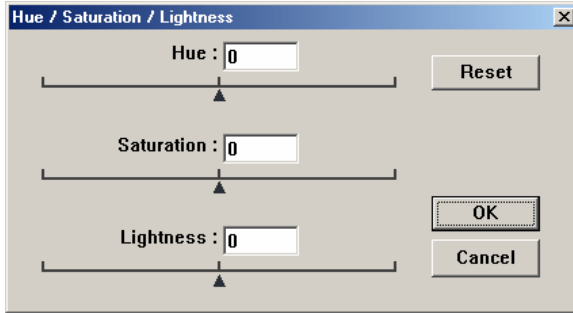 Hue / Saturation / Lightness
Hue : 0
Reset
Saturation : 0
OK
Lightness : 0
Cancel